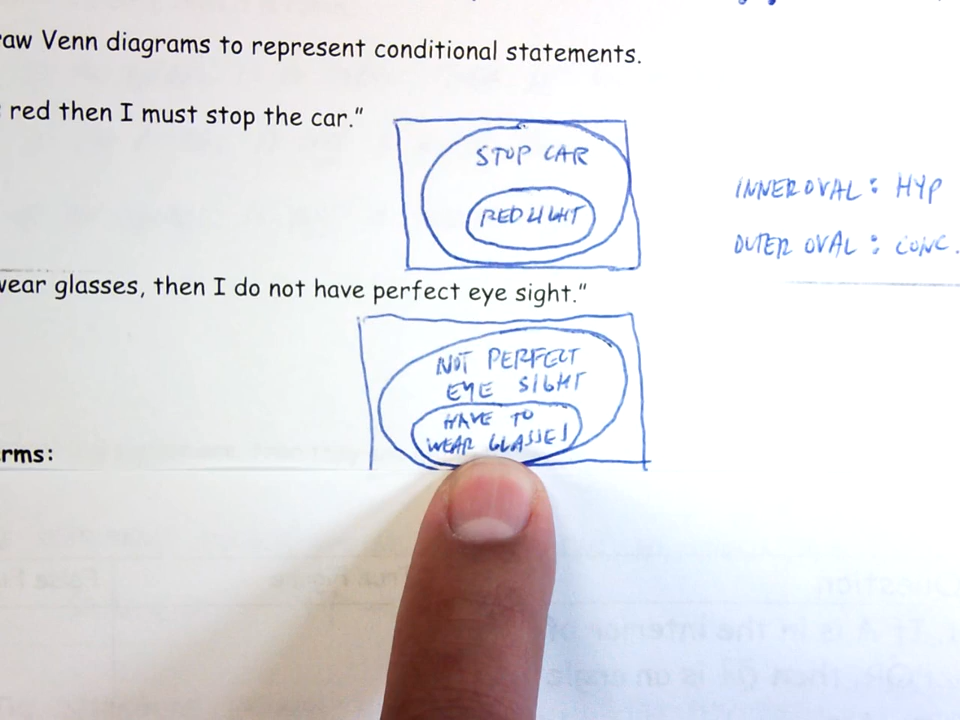 raw Venn diagrams to represent conditional statements.
red then I must stop the car."
STOP CAR
RED LIGHT
INNER OVAL: HYP
OUTER OVAL: CONC.
wear glasses, then I do not have perfect eye sight."
NOT PERFECT
EYE SIGHT
HAVE TO
WEAR GLASSES
rms: